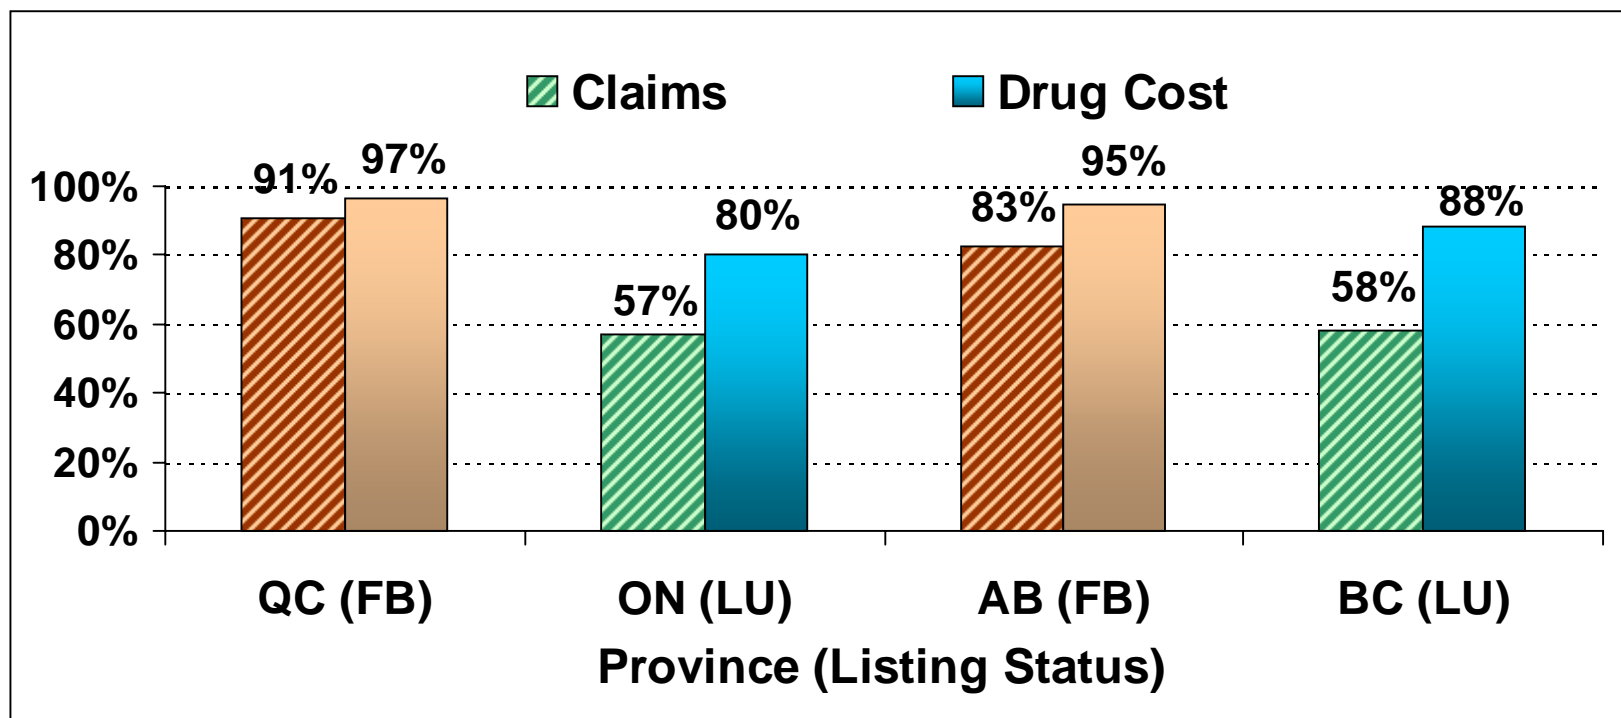 Claims Drug Cost
91% 97% 57% 80% 83% 95% 58% 88%
100%
80%
60%
40%
20%
0%
QC (FB) ON (LU) AB (FB) BC (LU)
Province (Listing Status)